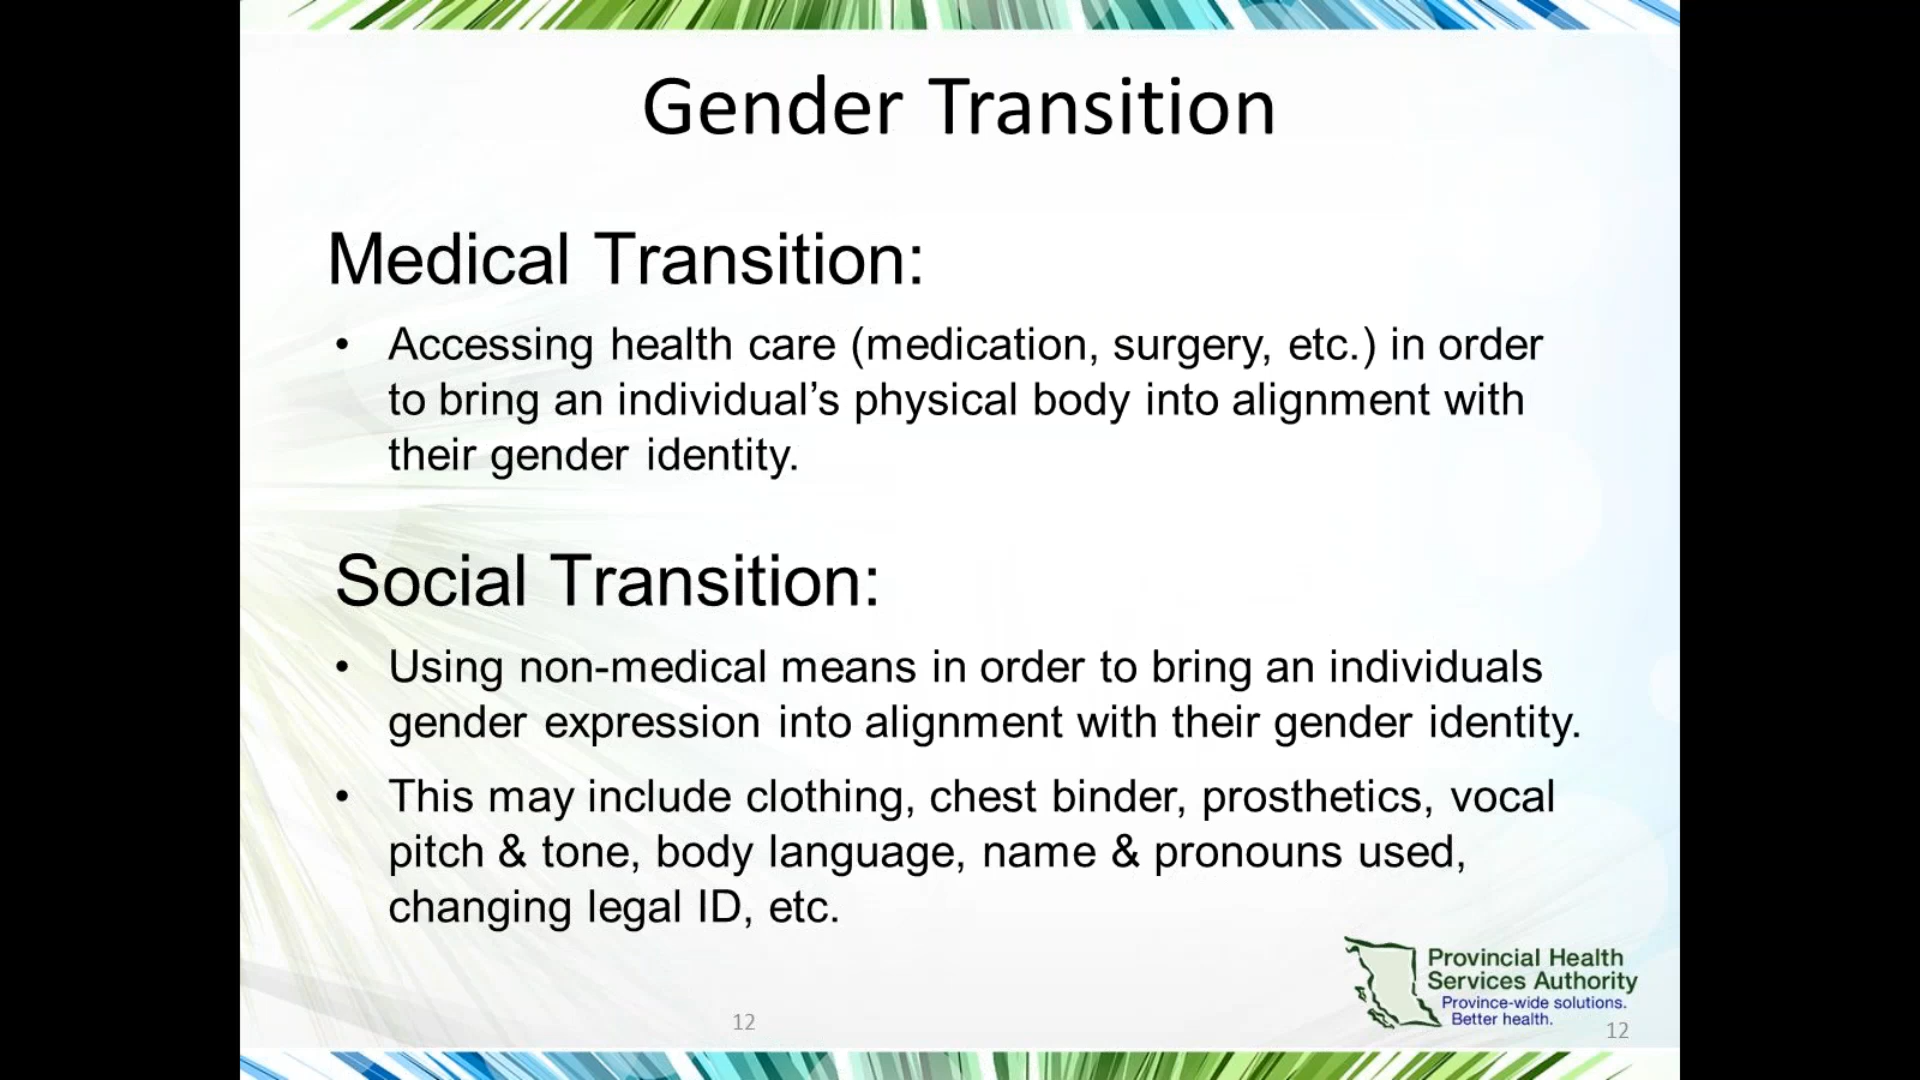 Gender Transition
Medical Transition:
• Accessing health care (medication, surgery, etc.) in order
to bring an individual’s physical body into alignment with
their gender identity.
Social Transition:
• Using non-medical means in order to bring an individuals
gender expression into alignment with their gender identity.
• This may include clothing, chest binder, prosthetics, vocal
pitch & tone, body language, name & pronouns used,
changing legal ID, etc.
Provincial Health
Services Authority
Province-wide solutions.
Better health.
12
12